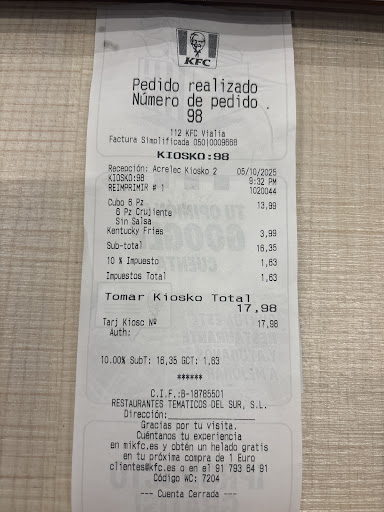 KFC
Pedido realizado
Número de pedido
98
112 KFC Vialia
Factura Simplificada 0501|0009668
KIOSKO:98
Recepción: Acrelec Kiosko 2 05/10/2025
KIOSKO:98 9:32 PM
REIMPRIMIR # 1 1020044
Cubo 6 Pz 13,99
6 Pz Crujiente
Sin Salsa
Kentucky Fries 3,99
Sub-total 16,35
10 % Impuesto 1,63
Impuestos Total 1,63
Tomar Kiosko Total
17,98
Tarj Kiosc Nº 17,98
Auth:
10.00% SubT: 16,35 GCT: 1,63
******
C.I.F.:B-18785501
RESTAURANTES TEMATICOS DEL SUR, S.L.
Dirección:
Gracias por tu visita.
Cuéntanos tu experiencia
en mikfc.es y obtén un helado gratis
en tu próxima compra de 1 Euro
clientes@kfc.es o en el 91 793 64 91
Código WC: 7204
--- Cuenta Cerrada ---